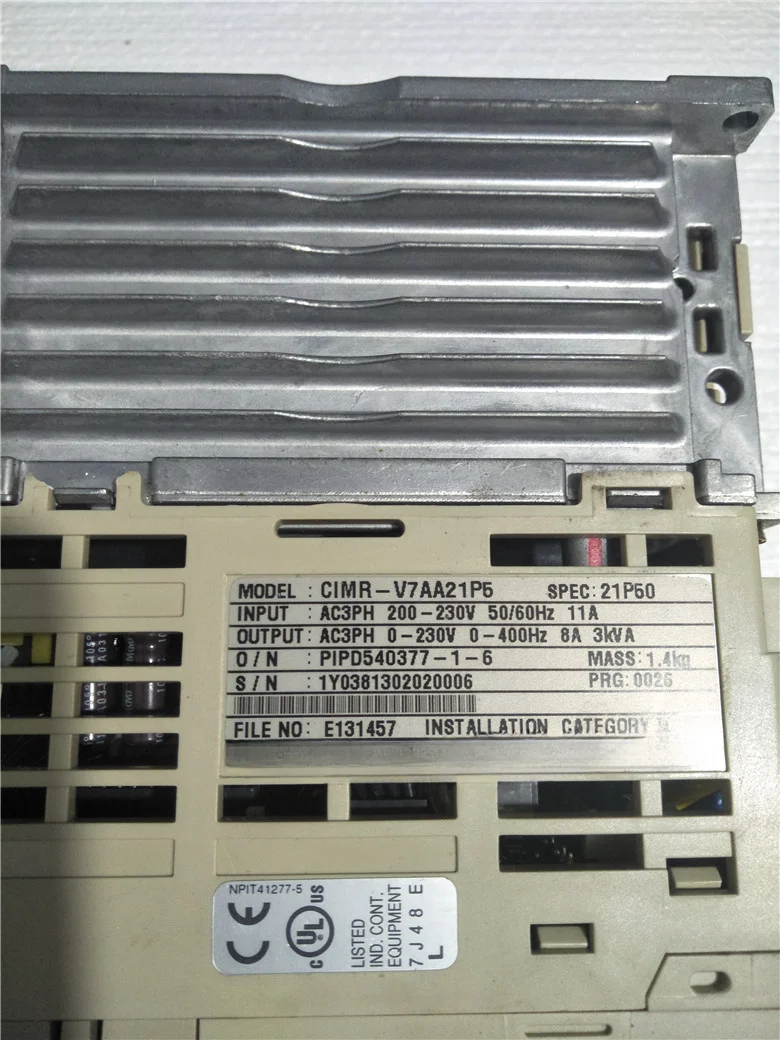 MODEL : CIMR-V7AA21P5 SPEC: 21P50
INPUT : AC3PH 200-230V 50/60Hz 11A
OUTPUT : AC3PH 0-230V 0-400Hz 8A 3kVA
O/N : PIPD540377-1-6 MASS: 1.4kg
S/N : 1Y0381302020006 PRG: 0026
FILE NO : E131457 INSTALLATION CATEGORY
NPIT41277-5
CE
C UL US
LISTED
IND. CONT.
EQUIPMENT
7J48E
L